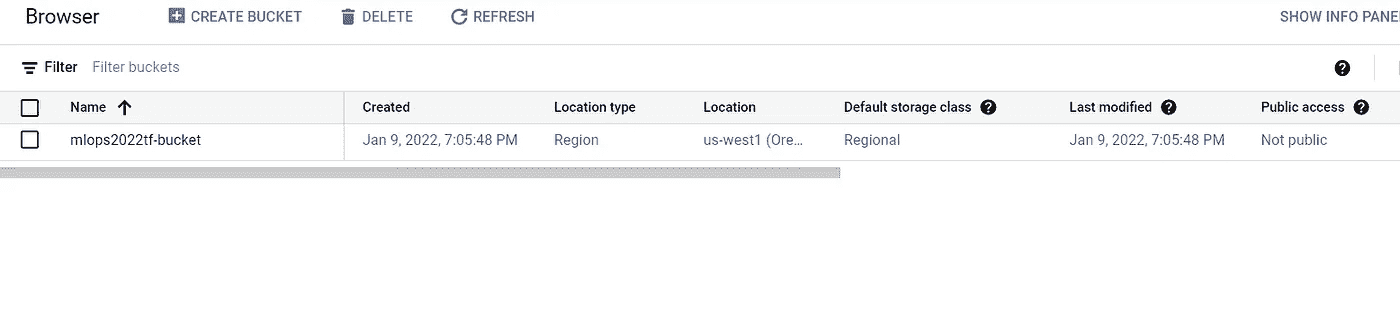 Browser CREATE BUCKET DELETE REFRESH SHOW INFO PANE
Filter Filter buckets
Name Created Location type Location Default storage class Last modified Public access
mlops2022tf-bucket Jan 9, 2022, 7:05:48 PM Region us-west1 (Ore... Regional Jan 9, 2022, 7:05:48 PM Not public